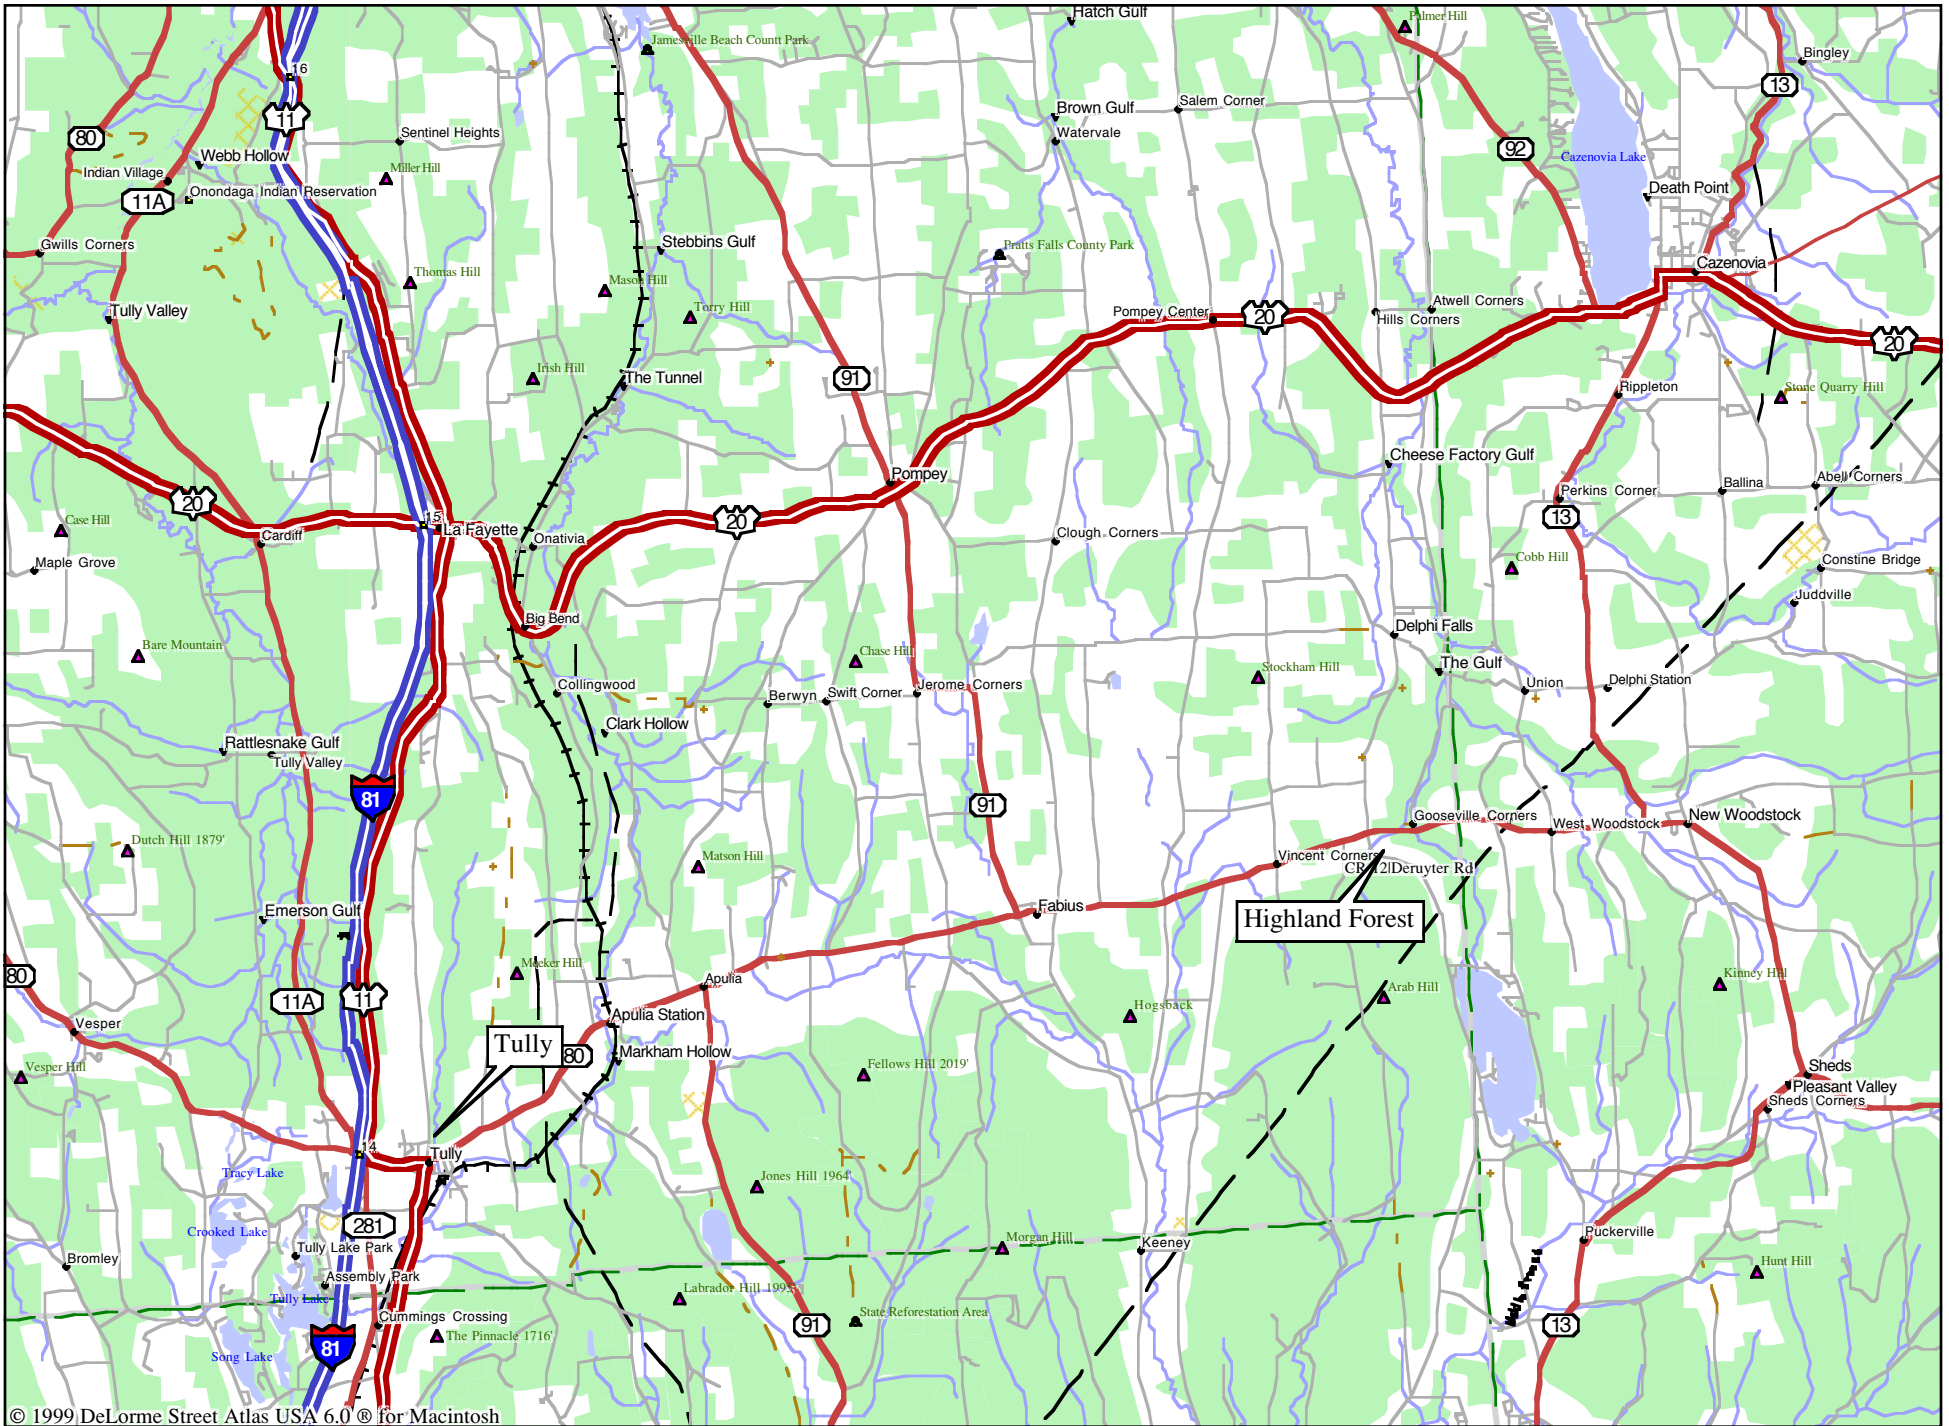 Hatch Gulf
Palmer Hill
Jamesville Beach Countt Park
Bingley
16
13
11
80
Brown Gulf
Salem Corner
Sentinel Heights
Watervale
92
Webb Hollow
Cazenovia Lake
Indian Village
Miller Hill
Death Point
Onondaga Indian Reservation
11A
Gwills Corners
Stebbins Gulf
Pratts Falls County Park
Cazenovia
Thomas Hill
Mason Hill
Tully Valley
Torry Hill
Pompey Center
20
Atwell Corners
Hills Corners
20
Irish Hill
The Tunnel
91
Rippleton
Stone Quarry Hill
Cheese Factory Gulf
Pompey
Abell Corners
Ballina
Perkins Corner
20
15
Case Hill
La Fayette
20
13
Cardiff
Onativia
Clough Corners
Maple Grove
Cobb Hill
Constine Bridge
Juddville
Big Bend
Delphi Falls
Bare Mountain
Chase Hill
Stockham Hill
The Gulf
Collingwood
Berwyn
Swift Corner
Jerome Corners
Union
Delphi Station
Clark Hollow
Rattlesnake Gulf
Tully Valley
81
91
Gooseville Corners
West Woodstock
New Woodstock
Dutch Hill 1879'
Matson Hill
Vincent Corners
CR 12|Deruyter Rd
Emerson Gulf
Fabius
Highland Forest
80
Meeker Hill
Apulia
Kinney Hill
11A
11
Arab Hill
Vesper
Apulia Station
Hogsback
Tully
80
Markham Hollow
Vesper Hill
Fellows Hill 2019'
Sheds
Pleasant Valley
Sheds Corners
14
Tully
Tracy Lake
Jones Hill 1964'
Crooked Lake
281
Tully Lake Park
Morgan Hill
Keeney
Puckerville
Bromley
Assembly Park
Hunt Hill
Tully Lake
Labrador Hill 1995'
Cummings Crossing
State Reforestation Area
The Pinnacle 1716'
91
13
81
Song Lake
© 1999 DeLorme Street Atlas USA 6.0 ® for Macintosh